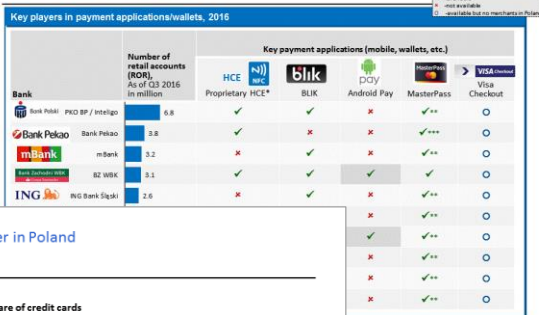 -not available
-available but no merchants in Poland
Key players in payment applications/wallets, 2016
Key payment applications (mobile, wallets, etc.)
Number of
retail accounts
(ROR),
As of Q3 2016
in million
Bank
HCE NFC
Proprietary HCE*
blik
BLIK
pay
Android Pay
MasterPass
MasterPass
VISA Checkout
Visa
Checkout
Bank Polski PKO BP / Inteligo 6.8 ✓ ✓ × ✓** O
Bank Pekao Bank Pekao 3.8 ✓ × × ✓*** O
mBank mBank 3.2 × ✓ × ✓** O
Bank Zachodni WBK BZ WBK 3.1 ✓ ✓ ✓ ✓ O
ING ING Bank Śląski 2.6 × ✓ × ✓** O
× ✓** O
er in Poland
✓ ✓** O
× ✓** O
× ✓** O
are of credit cards
× ✓** O